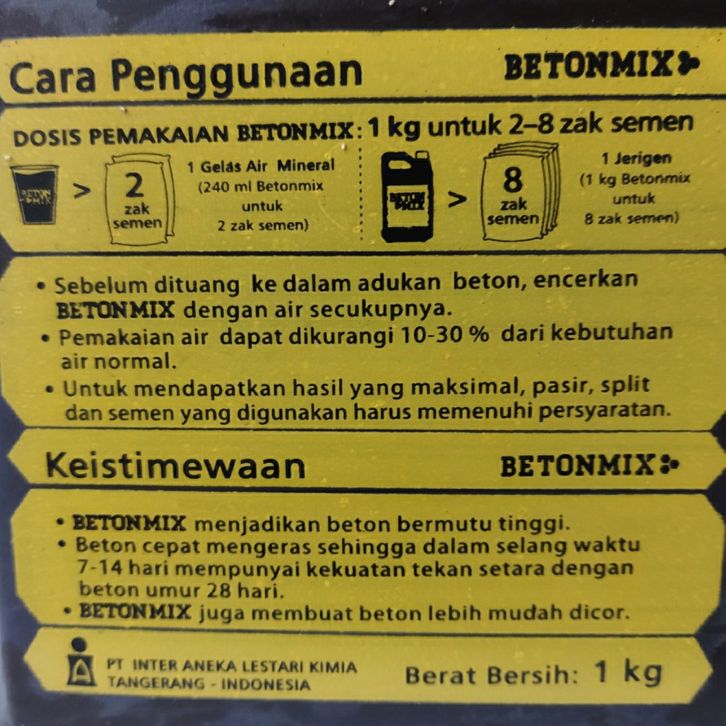 Cara Penggunaan BETONMIX
DOSIS PEMAKAIAN BETONMIX: 1 kg untuk 2-8 zak semen
BETON
MIX
>
2
zak
semen
1 Gelas Air Mineral
(240 ml Betonmix
untuk
2 zak semen)
BETON
MIX
>
8
zak
semen
1 Jerigen
(1 kg Betonmix
untuk
8 zak semen)
• Sebelum dituang ke dalam adukan beton, encerkan
BETONMIX dengan air secukupnya.
• Pemakaian air dapat dikurangi 10-30 % dari kebutuhan
air normal.
• Untuk mendapatkan hasil yang maksimal, pasir, split
dan semen yang digunakan harus memenuhi persyaratan.
Keistimewaan BETONMIX
• BETONMIX menjadikan beton bermutu tinggi.
• Beton cepat mengeras sehingga dalam selang waktu
7-14 hari mempunyai kekuatan tekan setara dengan
beton umur 28 hari.
• BETONMIX juga membuat beton lebih mudah dicor.
PT INTER ANEKA LESTARI KIMIA
TANGERANG - INDONESIA
Berat Bersih: 1 kg